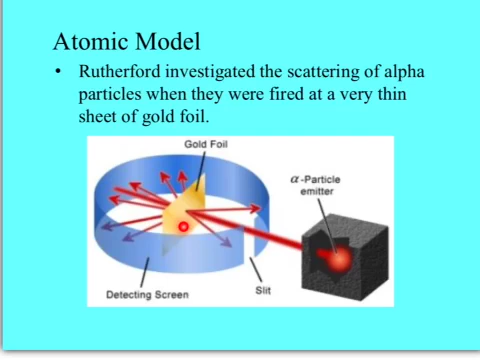 Atomic Model
• Rutherford investigated the scattering of alpha
particles when they were fired at a very thin
sheet of gold foil.
Gold Foil
α-Particle
emitter
Detecting Screen
Slit